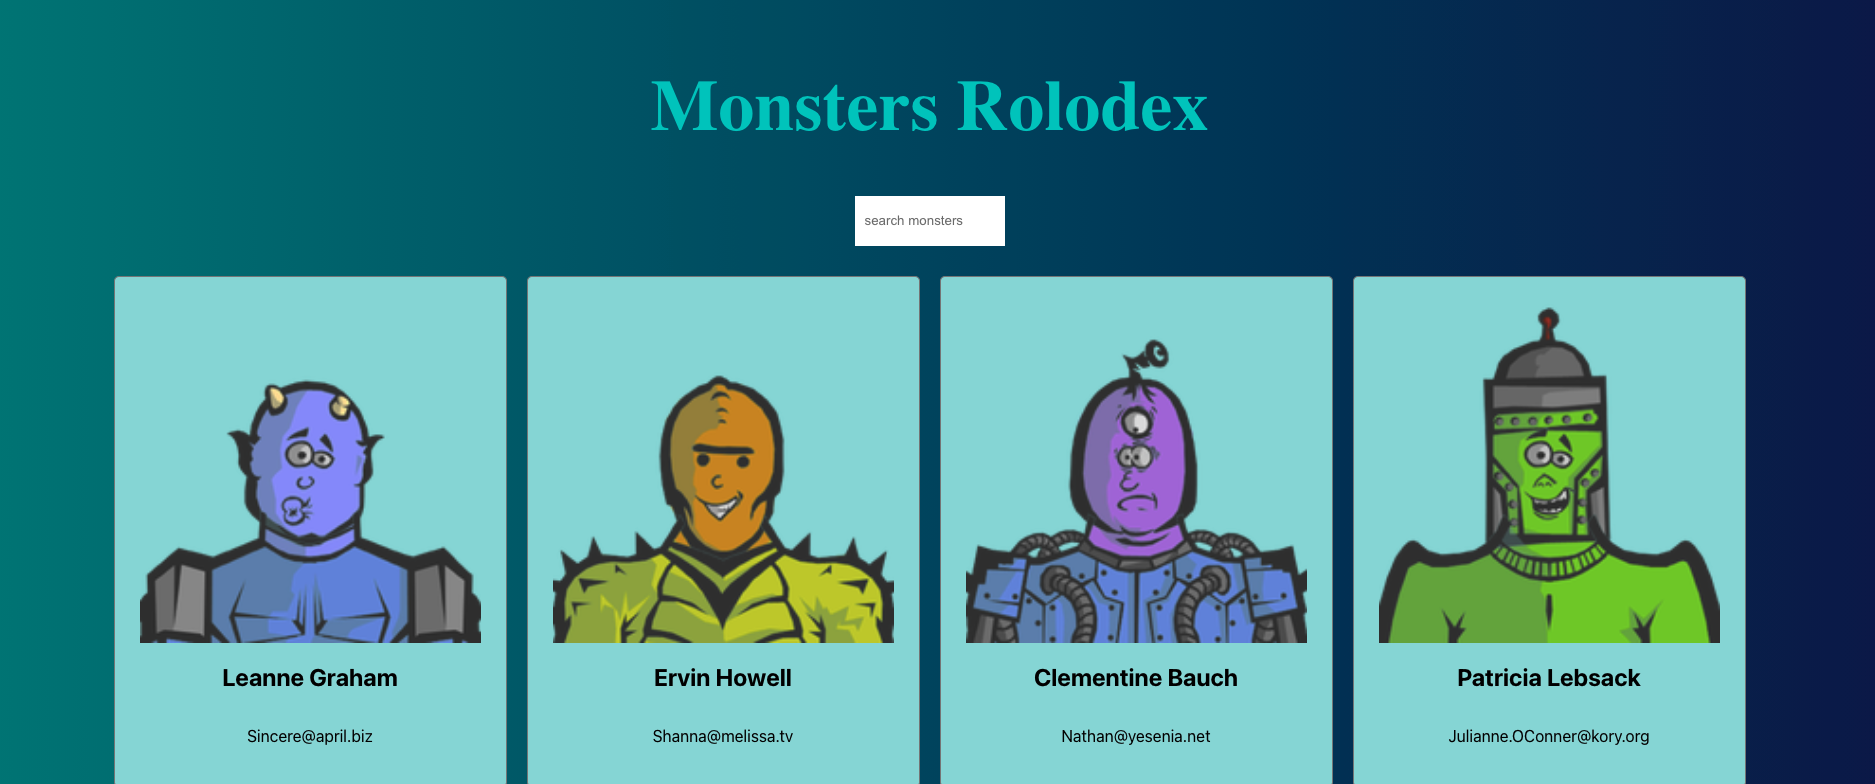 Monsters Rolodex
search monsters
Leanne Graham
Sincere@april.biz
Ervin Howell
Shanna@melissa.tv
Clementine Bauch
Nathan@yesenia.net
Patricia Lebsack
Julianne.OConner@kory.org